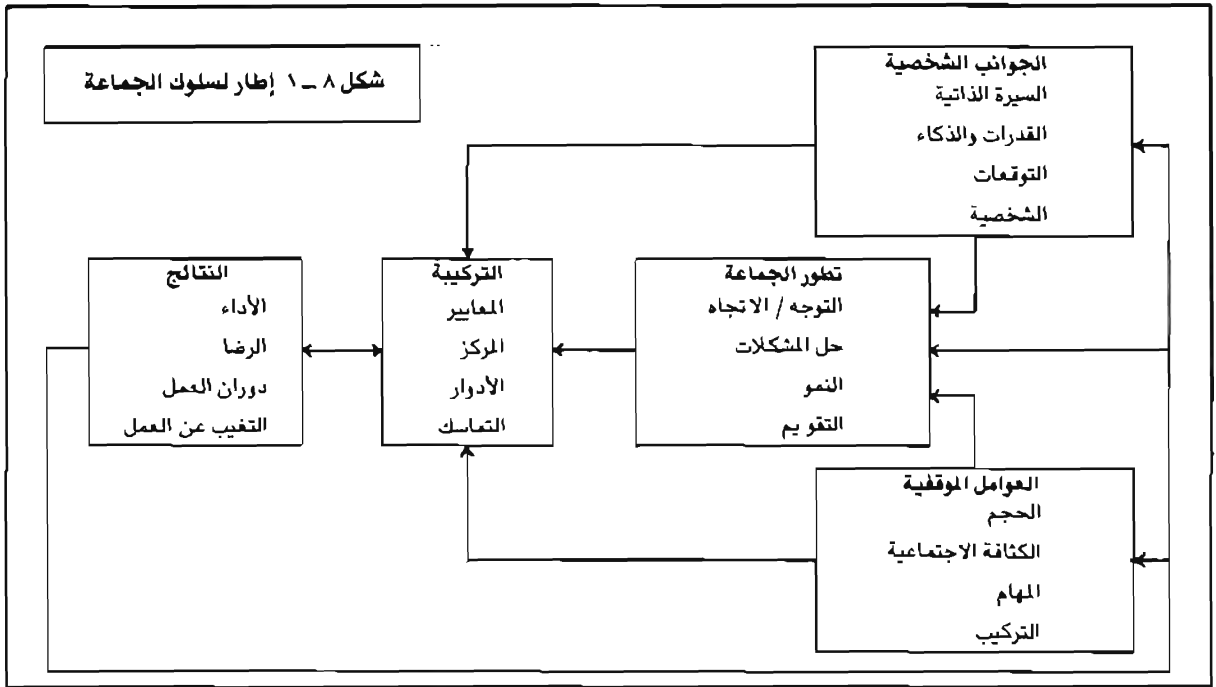 شكل ٨ – ١ إطار لسلوك الجماعة
الجوانب الشخصية
السيرة الذاتية
القدرات والذكاء
التوقعات
الشخصية
تطور الجماعة
التوجه / الاتجاه
حل المشكلات
النمو
التقويم
التركيبة
المعايير
المركز
الأدوار
التماسك
النتائج
الأداء
الرضا
دوران العمل
التغيب عن العمل
العوامل الموقفية
الحجم
الكثافة الاجتماعية
المهام
التركيب